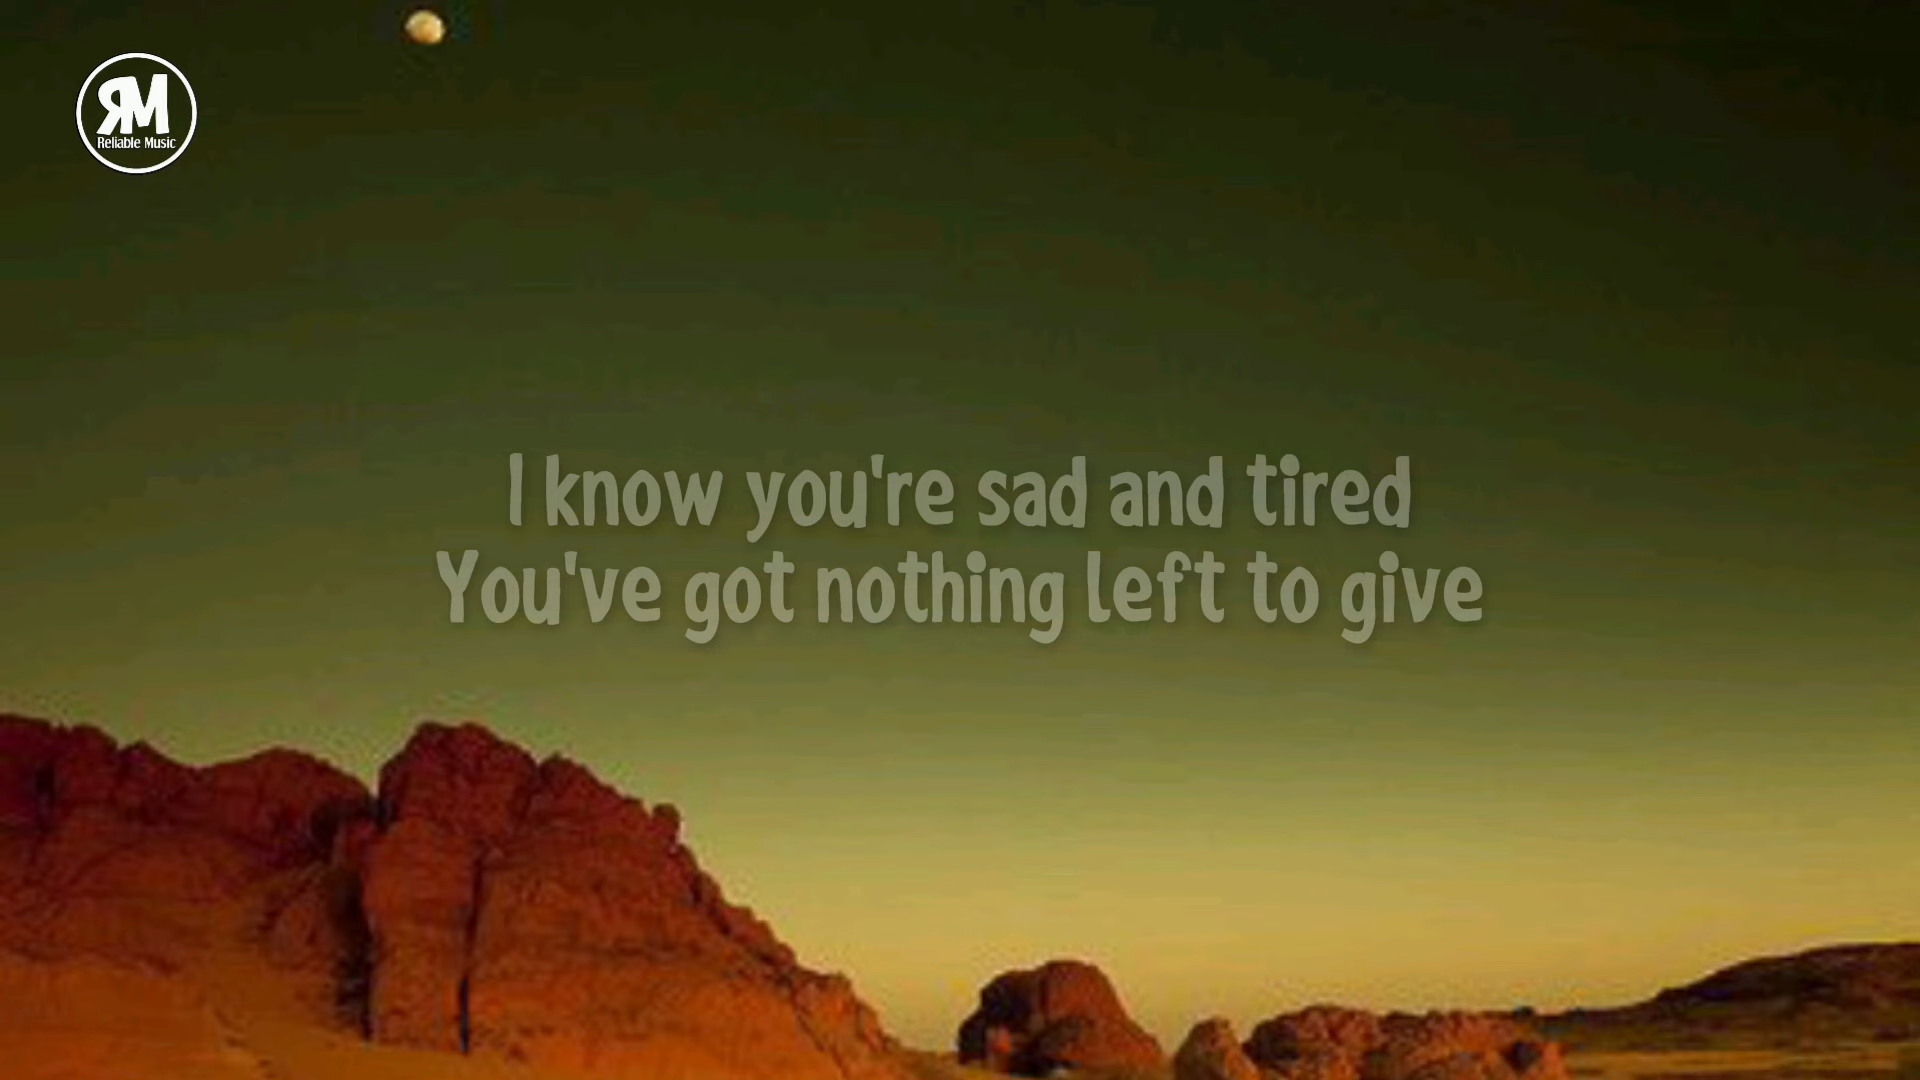 RM
Reliable Music
I know you're sad and tired
You've got nothing left to give